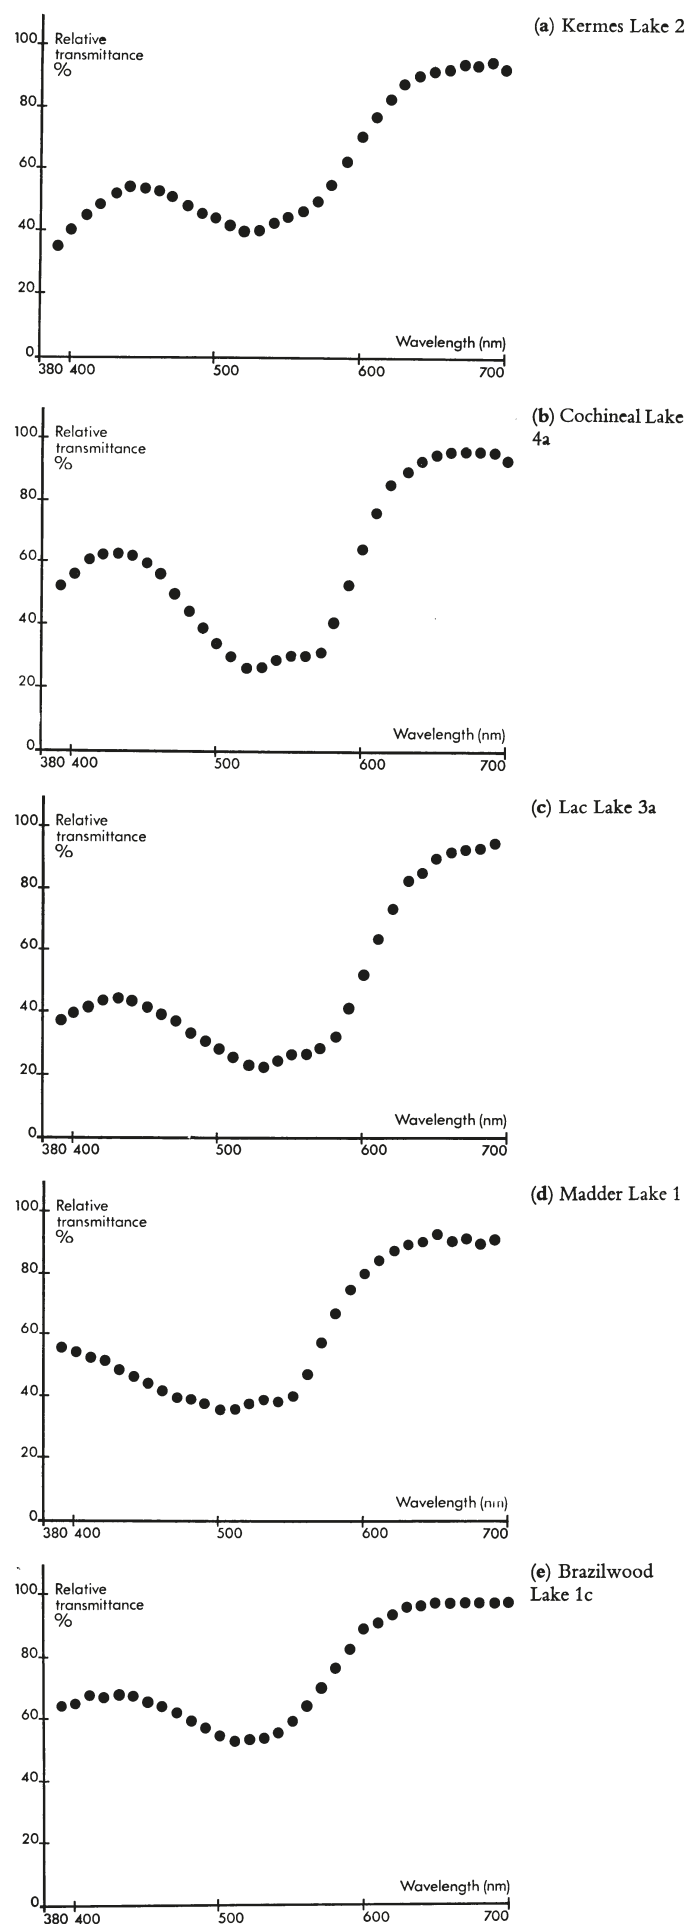 (a) Kermes Lake 2
100
Relative
transmittance
%
80
60
40
20
0
Wavelength (nm)
380 400 500 600 700
(b) Cochineal Lake
4a
100
Relative
transmittance
%
80
60
40
20
0
Wavelength (nm)
380 400 500 600 700
(c) Lac Lake 3a
100
Relative
transmittance
%
80
60
40
20
0
Wavelength (nm)
380 400 500 600 700
(d) Madder Lake 1
100
Relative
transmittance
%
80
60
40
20
0
Wavelength (nm)
380 400 500 600 700
(e) Brazilwood
Lake 1c
100
Relative
transmittance
%
80
60
40
20
0
Wavelength (nm)
380 400 500 600 700